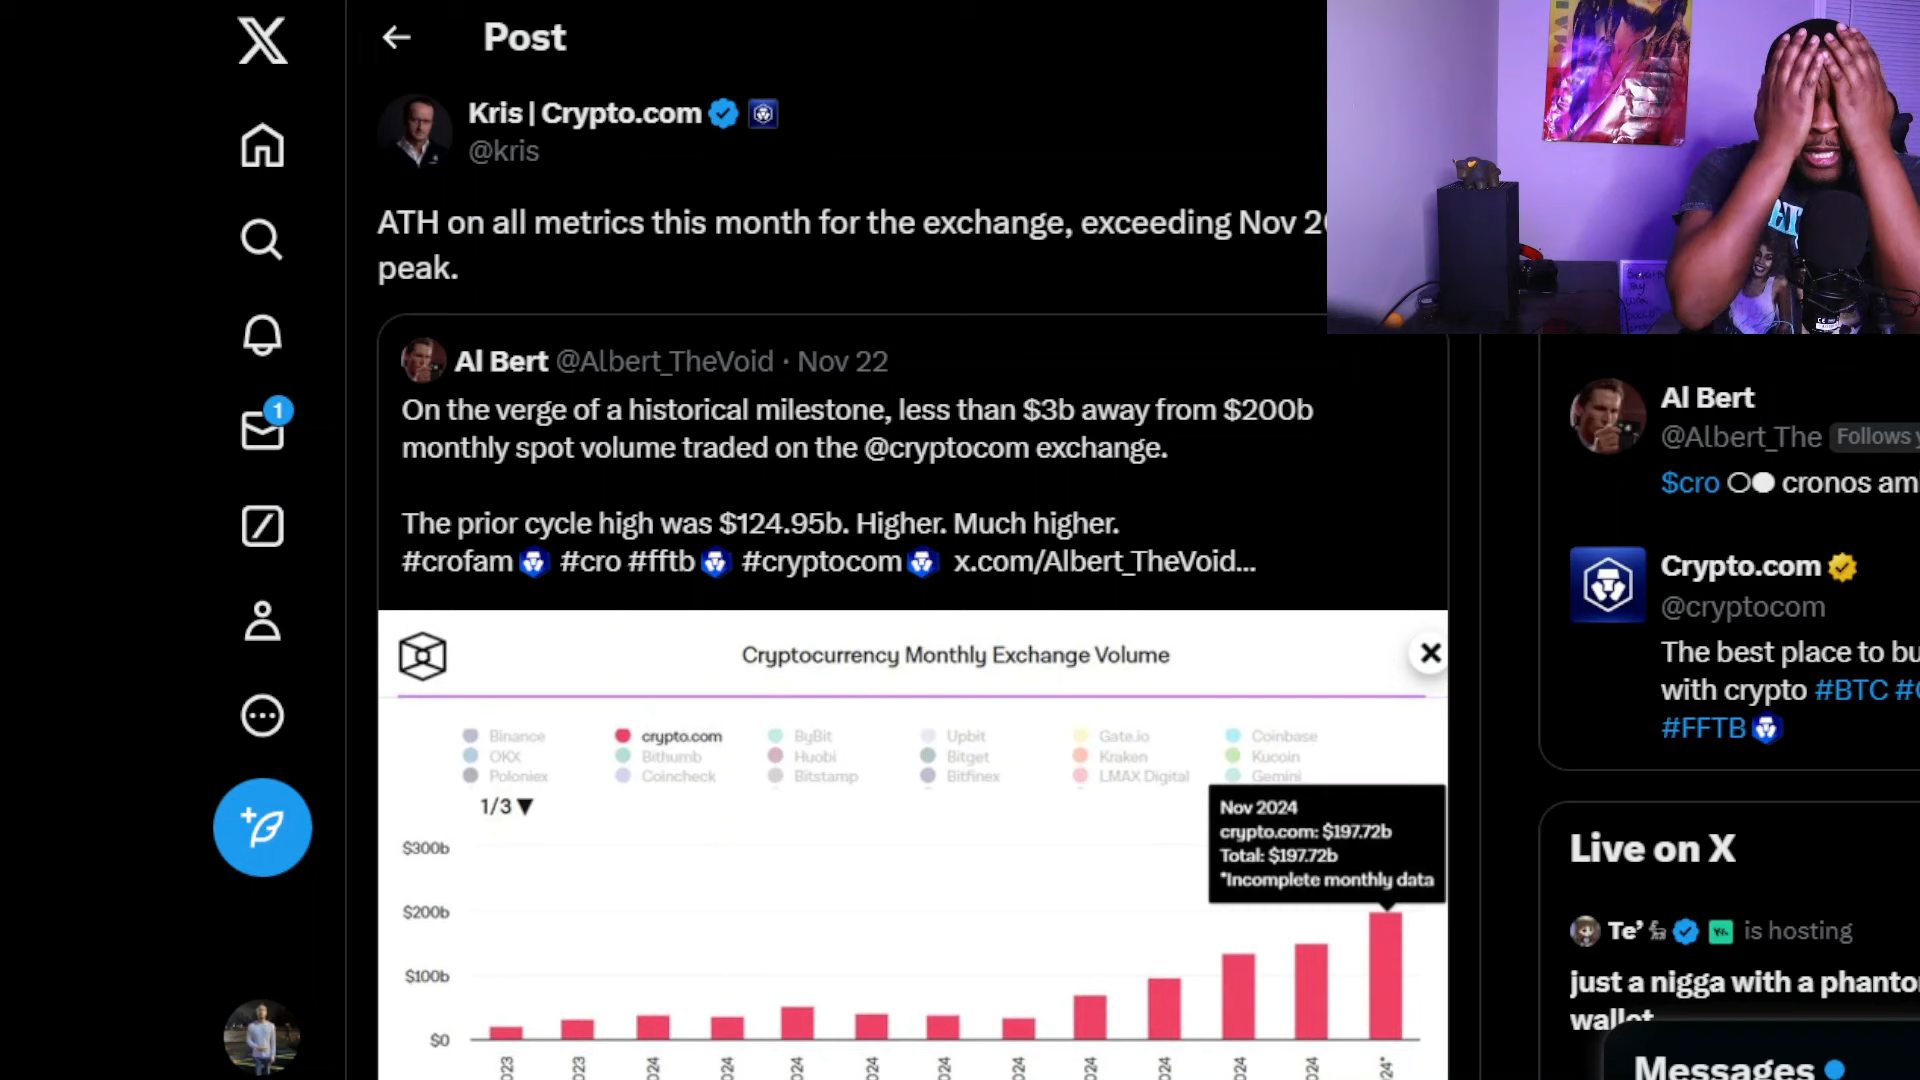 Post
Kris | Crypto.com
@kris
ATH on all metrics this month for the exchange, exceeding Nov
peak.
Al Bert @Albert_TheVoid · Nov 22
On the verge of a historical milestone, less than $3b away from $200b
monthly spot volume traded on the @cryptocom exchange.
The prior cycle high was $124.95b. Higher. Much higher.
#crofam #cro #fftb #cryptocom x.com/Albert_TheVoid...
Cryptocurrency Monthly Exchange Volume
Binance crypto.com ByBit Upbit Gate.io Coinbase
OKX Bithumb Huobi Bitget Kraken Kucoin
Poloniex Coincheck Bitstamp Bitfinex LMAX Digital Gemini
1/3 ▼
Nov 2024
crypto.com: $197.72b
Total: $197.72b
*Incomplete monthly data
$300b
$200b
$100b
$0
1
Al Bert
@Albert_The Follows
$cro cronos
Crypto.com
@cryptocom
The best place to
with crypto #BTC
#FFTB
Live on X
Te' is hosting
just a nigga with a
wallet
Messages